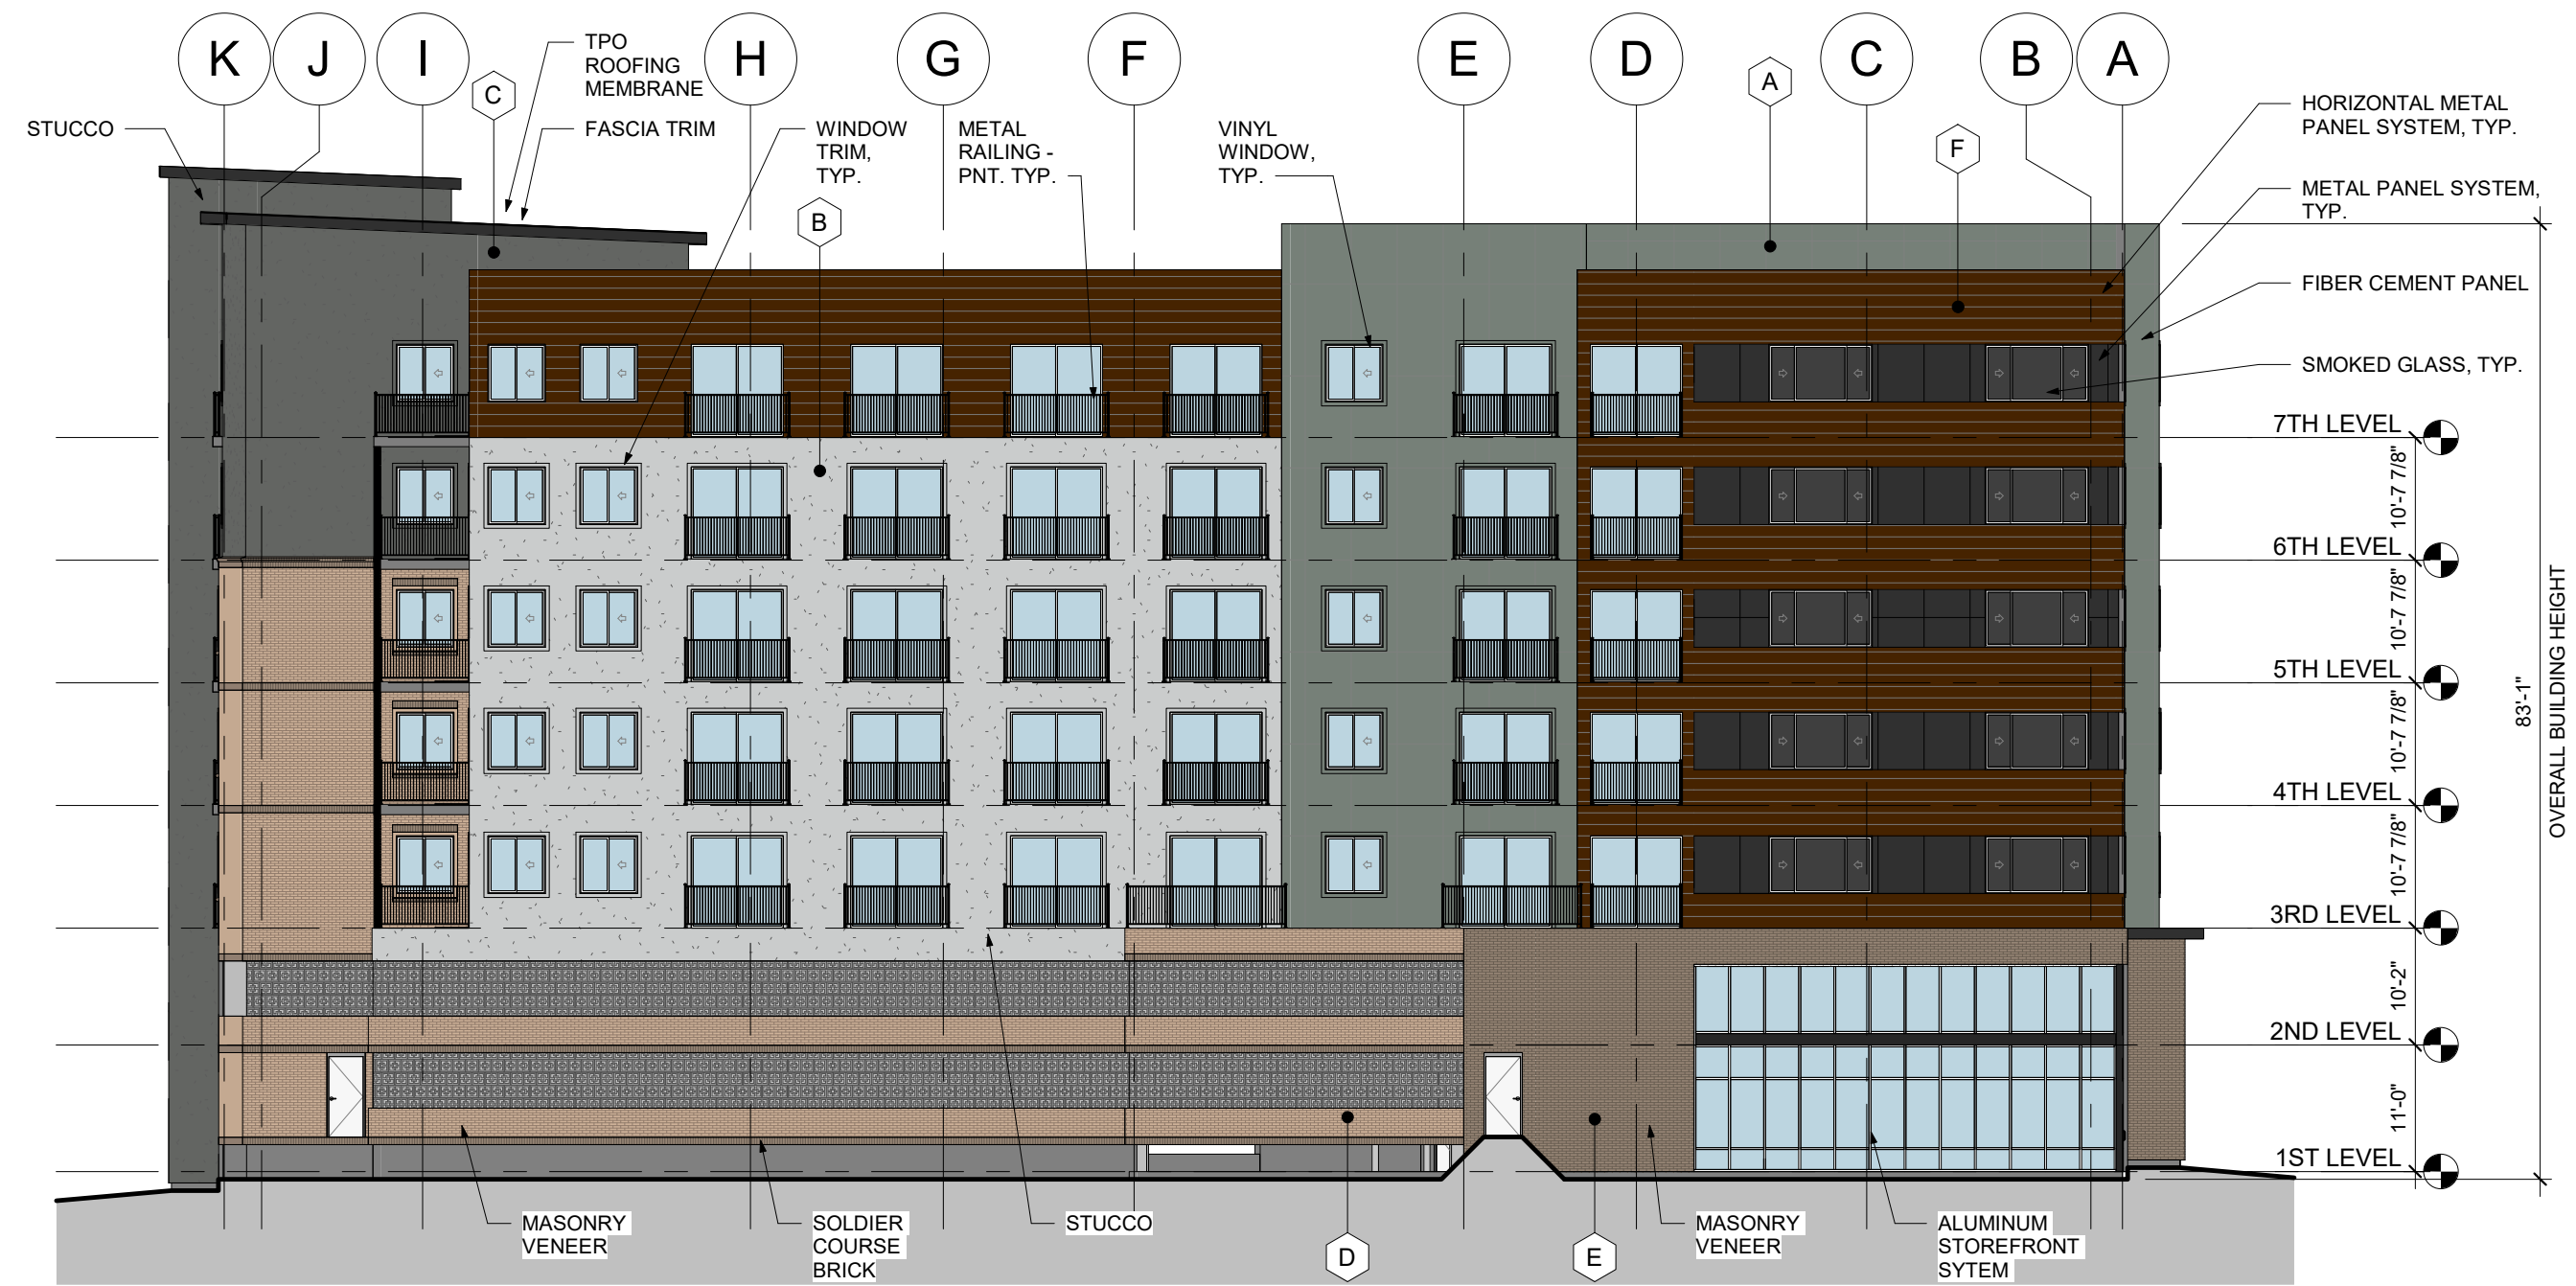 K
J
I
H
G
F
E
D
C
B
A
C
B
A
F
STUCCO
TPO
ROOFING
MEMBRANE
FASCIA TRIM
WINDOW
TRIM,
TYP.
METAL
RAILING -
PNT. TYP.
VINYL
WINDOW,
TYP.
HORIZONTAL METAL
PANEL SYSTEM, TYP.
METAL PANEL SYSTEM,
TYP.
FIBER CEMENT PANEL
SMOKED GLASS, TYP.
7TH LEVEL
10'-7 7/8"
6TH LEVEL
10'-7 7/8"
5TH LEVEL
10'-7 7/8"
4TH LEVEL
10'-7 7/8"
3RD LEVEL
10'-2"
2ND LEVEL
11'-0"
1ST LEVEL
83'-1"
OVERALL BUILDING HEIGHT
MASONRY
VENEER
SOLDIER
COURSE
BRICK
STUCCO
D
E
MASONRY
VENEER
ALUMINUM
STOREFRONT
SYTEM